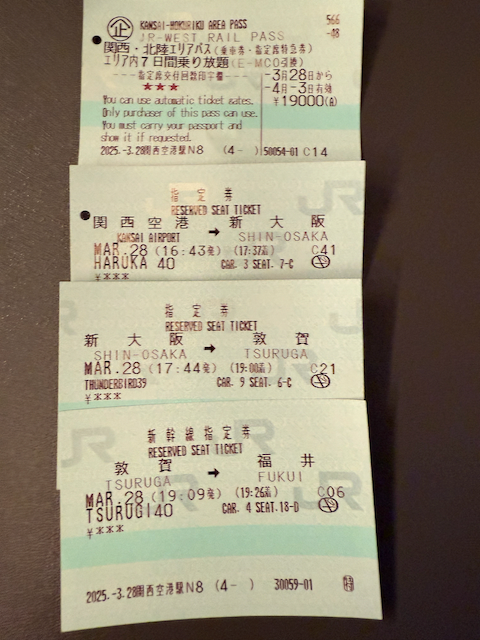 企 KANSAI-HOKURIKU AREA PASS 566
JR-WEST RAIL PASS -48
関西・北陸エリアパス(乗車券・指定席特急券)
エリア内7日間乗り放題(E-MCO引換)
---指定席交付回数印字欄--- -3月28日から
★★★ -4月-3日有効
You can use automatic ticket gates. ¥19000(A)
Only purchaser of this pass can use.
You must carry your passport and
show it if requested.
2025.-3.28関西空港駅N8 (4- ) 50054-01 C14
指定券
RESERVED SEAT TICKET
関西空港 → 新大阪
KANSAI AIRPORT SHIN-OSAKA
MAR.28 (16:43発) (17:37着) C41
HARUKA 40 CAR. 3 SEAT. 7-C
¥***
指定券
RESERVED SEAT TICKET
新大阪 → 敦賀
SHIN-OSAKA TSURUGA
MAR.28 (17:44発) (19:00着) C21
THUNDERBIRD39 CAR. 9 SEAT. 6-C
¥***
新幹線指定券
RESERVED SEAT TICKET
敦賀 → 福井
TSURUGA FUKUI
MAR.28 (19:09発) (19:26着) C06
TSURUGI40 CAR. 4 SEAT.18-D
¥***
2025.-3.28関西空港駅N8 (4- ) 30059-01